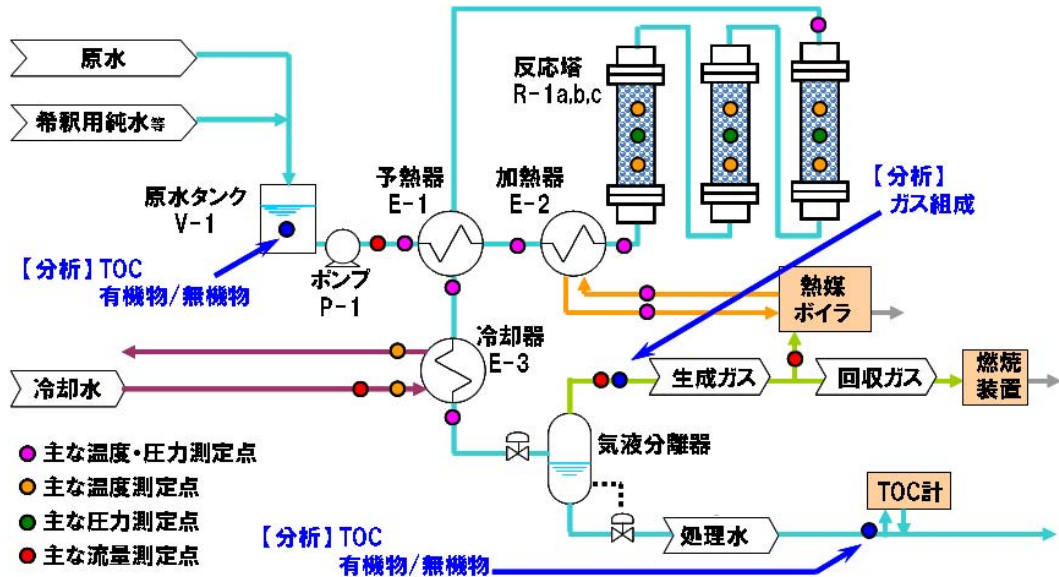 原水
希釈用純水等
原水タンク
V-1
【分析】TOC
有機物/無機物
ポンプ
P-1
予熱器
E-1
加熱器
E-2
反応塔
R-1a,b,c
【分析】
ガス組成
熱媒
ボイラ
冷却器
E-3
冷却水
生成ガス
回収ガス
燃焼
装置
気液分離器
主な温度・圧力測定点
主な温度測定点
主な圧力測定点
主な流量測定点
【分析】TOC
有機物/無機物
処理水
TOC計